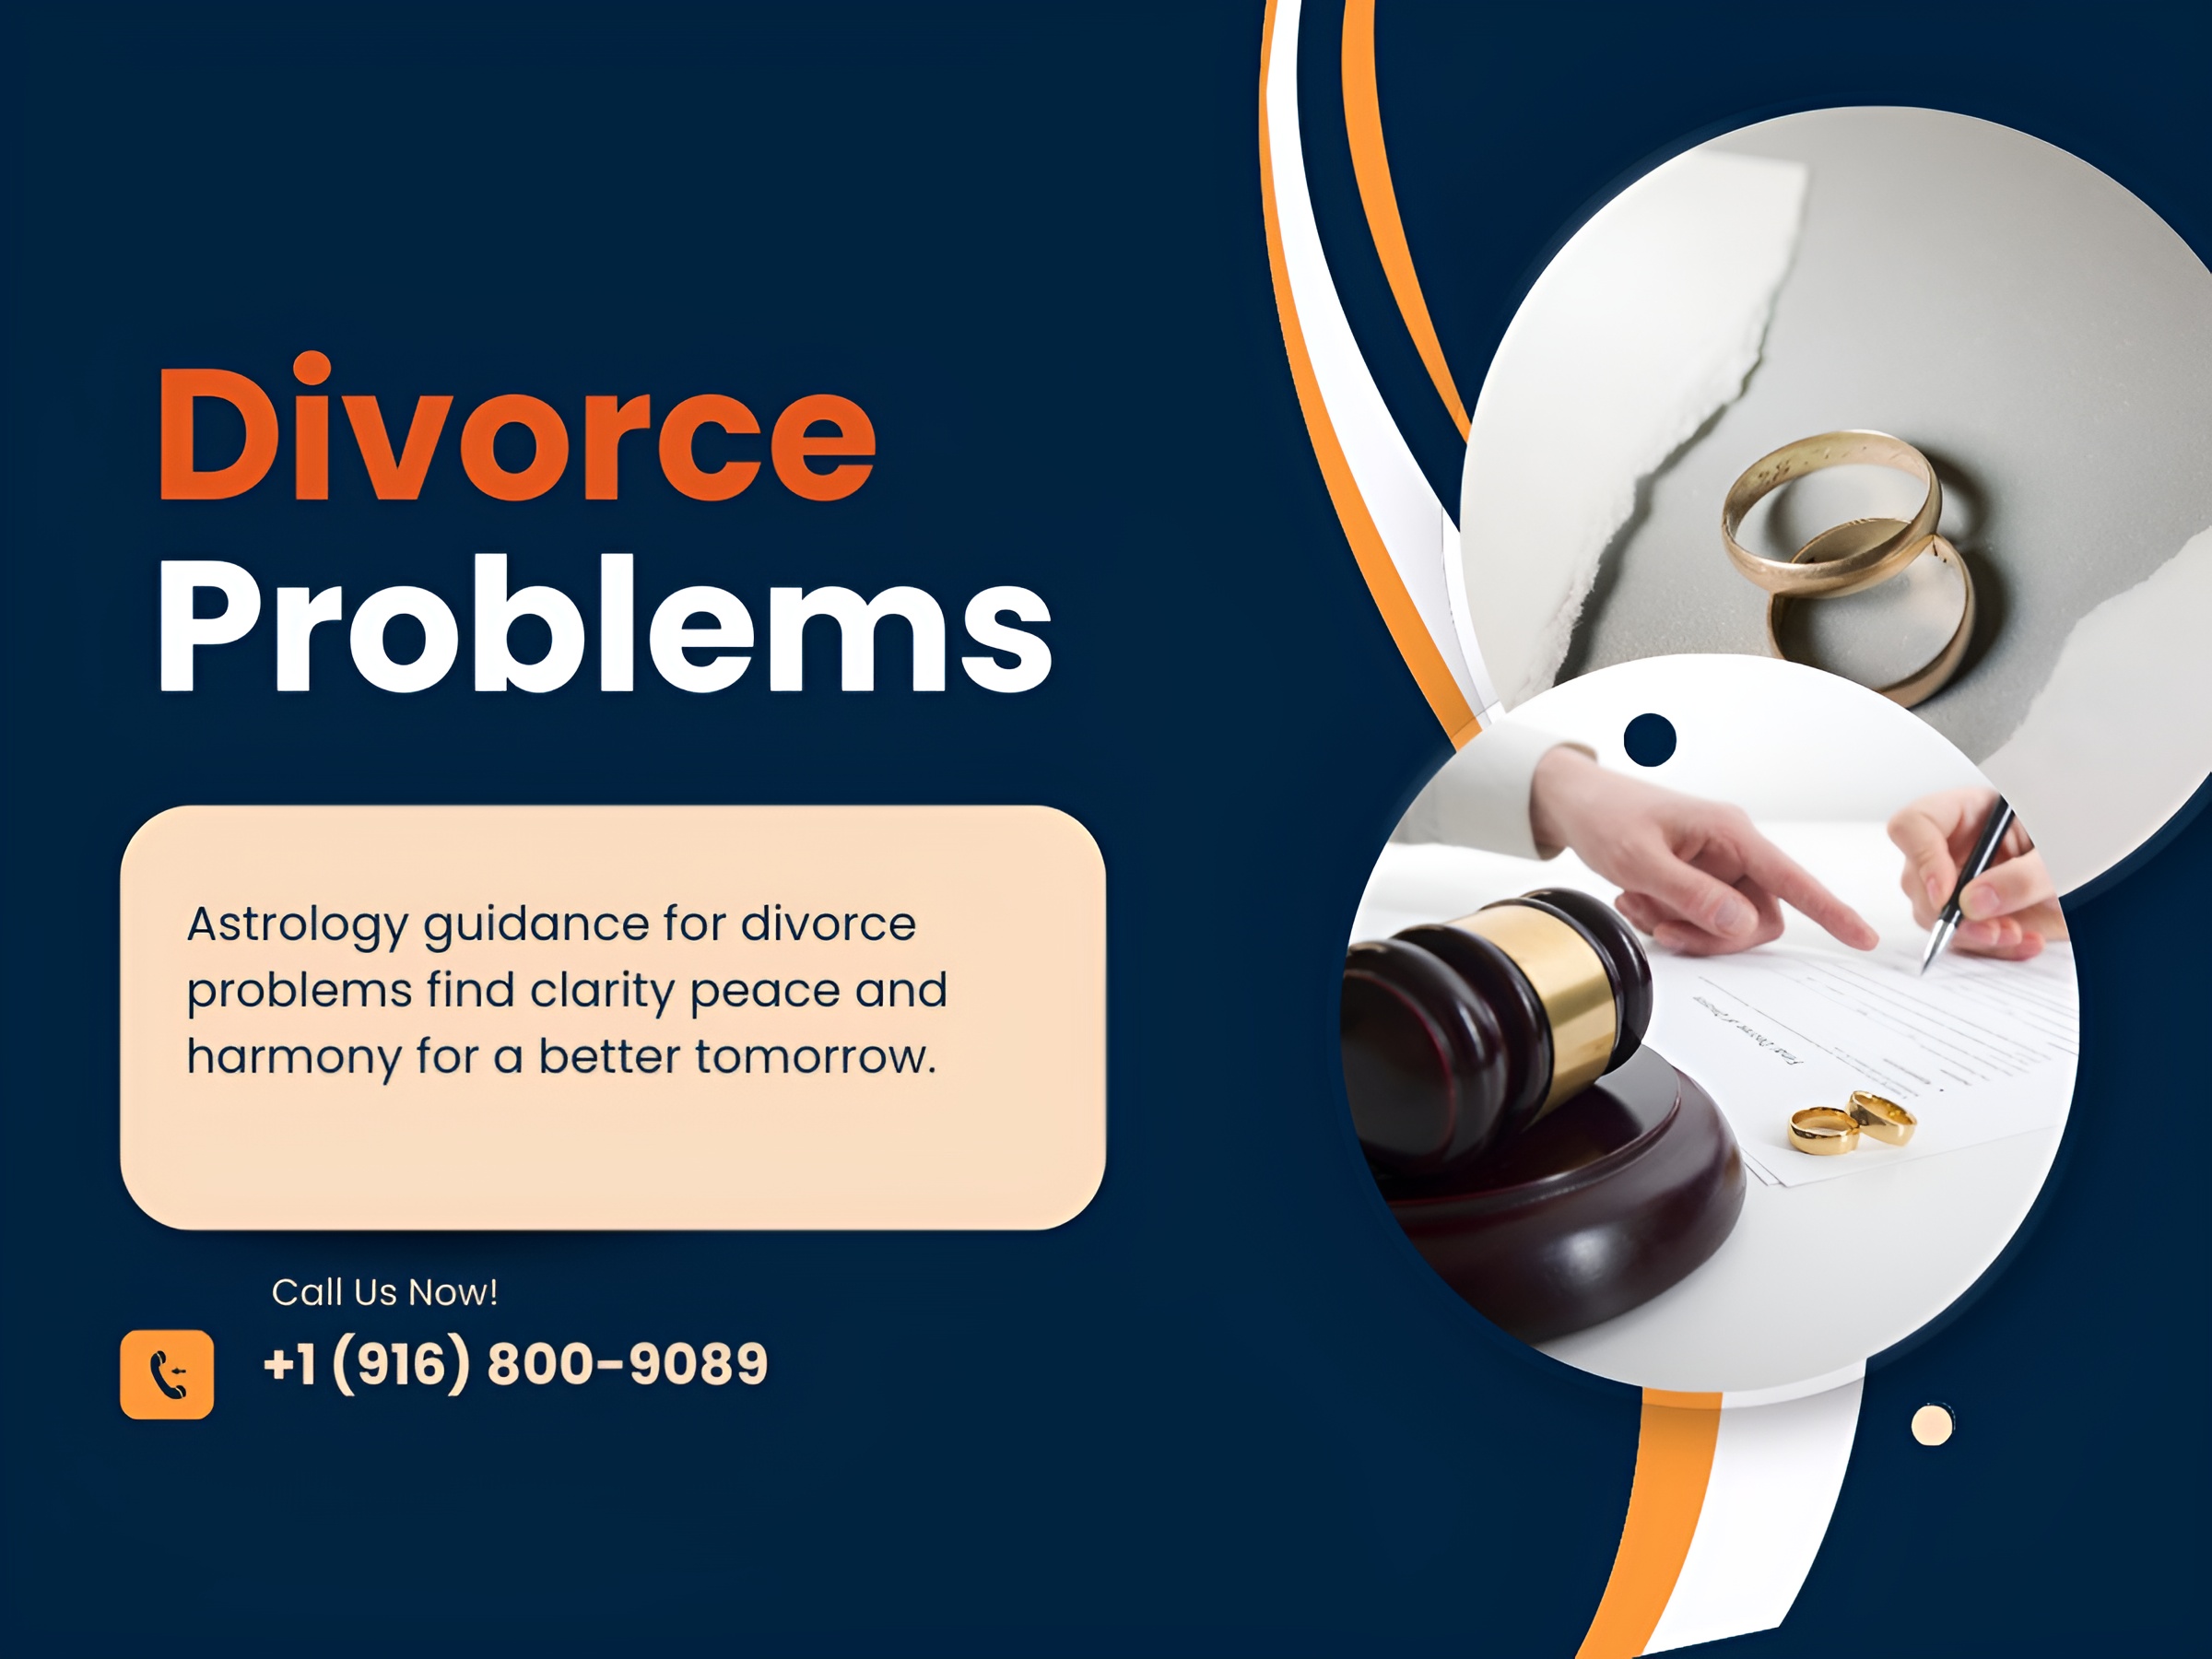 Divorce
Problems
Astrology guidance for divorce
problems find clarity peace and
harmony for a better tomorrow.
Call Us Now!
+1 (916) 800-9089